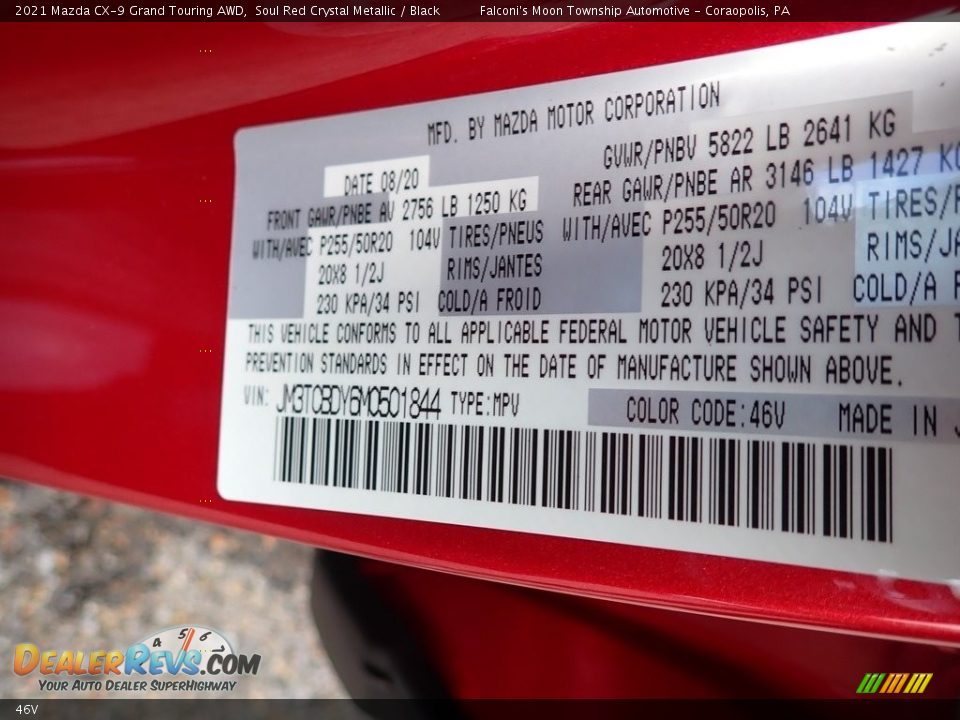 2021 Mazda CX-9 Grand Touring AWD,  Soul Red Crystal Metallic / Black     Falconi's Moon Township Automotive - Coraopolis, PA
MFD. BY MAZDA MOTOR CORPORATION
DATE 08/20 GVWR/PNBV 5822 LB 2641 KG
FRONT GAWR/PNBE AV 2756 LB 1250 KG REAR GAWR/PNBE AR 3146 LB 1427
WITH/AVEC P255/50R20 104V TIRES/PNEUS WITH/AVEC P255/50R20 104V TIRES/P
20X8 1/2J RIMS/JANTES 20X8 1/2J RIMS/JA
230 KPA/34 PSI COLD/A FROID 230 KPA/34 PSI COLD/A F
THIS VEHICLE CONFORMS TO ALL APPLICABLE FEDERAL MOTOR VEHICLE SAFETY AND T
PREVENTION STANDARDS IN EFFECT ON THE DATE OF MANUFACTURE SHOWN ABOVE.
VIN: JM3TCBDY6M0501844 TYPE:MPV COLOR CODE:46V MADE IN J
4 5 6
DealerRevs.com
Your Auto Dealer SuperHighway
46V